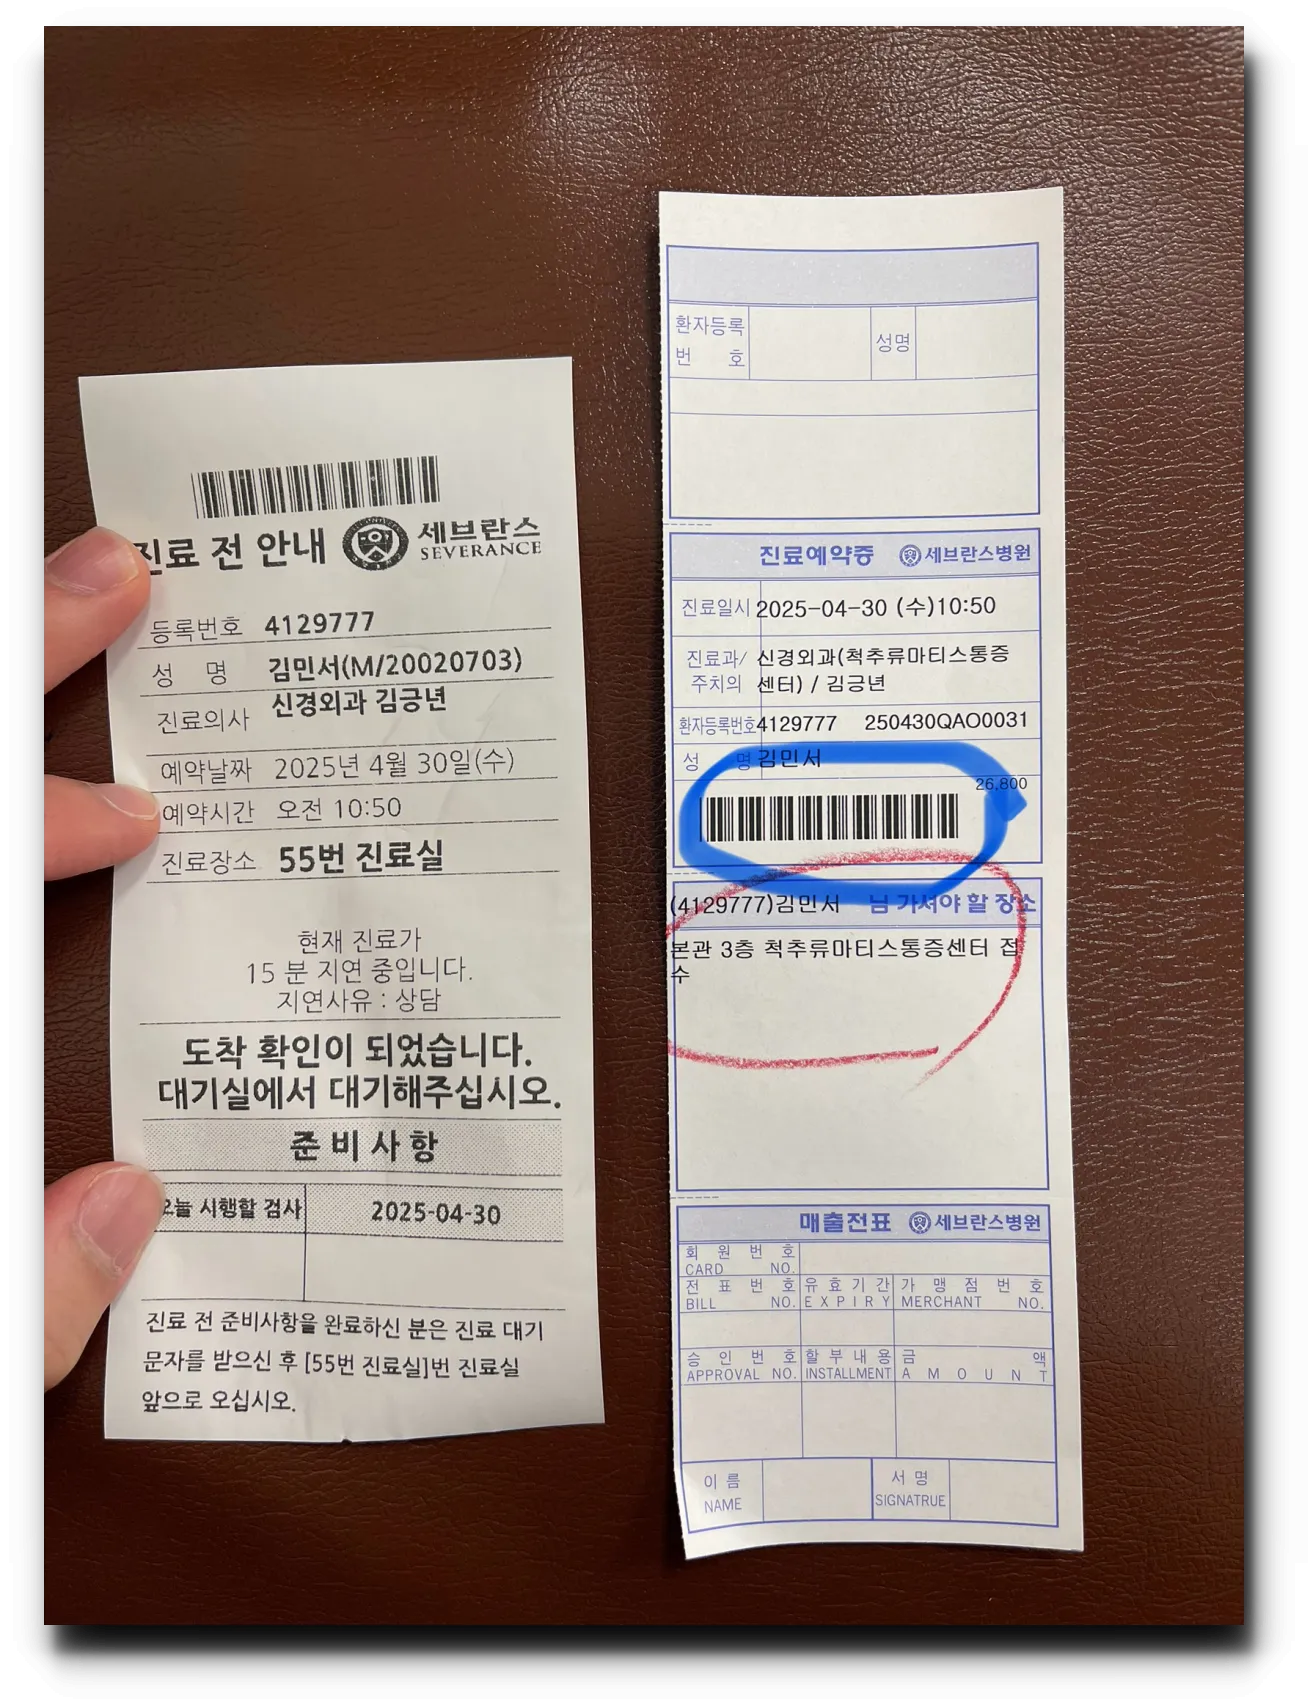 진료 전 안내 세브란스
SEVERANCE
등록번호 4129777
성 명 김민서(M/20020703)
진료의사 신경외과 김긍년
예약날짜 2025년 4월 30일(수)
예약시간 오전 10:50
진료장소 55번 진료실
현재 진료가
15 분 지연 중입니다.
지연사유 : 상담
도착 확인이 되었습니다.
대기실에서 대기해주십시오.
준 비 사 항
오늘 시행할 검사 2025-04-30
진료 전 준비사항을 완료하신 분은 진료 대기
문자를 받으신 후 [55번 진료실]번 진료실
앞으로 오십시오.
환자등록
번 호
성명
진료예약증 세브란스병원
진료일시 2025-04-30 (수)10:50
진료과/ 신경외과(척추류마티스통증
주치의 센터) / 김긍년
환자등록번호 4129777 250430QAO0031
성 명 김민서
26,800
(4129777)김민서 님 가셔야 할 장소
본관 3층 척추류마티스통증센터 접
수
매출전표 세브란스병원
회 원 번 호
CARD NO.
전 표 번 호 유 효 기 간 가 맹 점 번 호
BILL NO. EXPIRY MERCHANT NO.
승 인 번 호 할 부 내 용 금 액
APPROVAL NO. INSTALLMENT AMOUNT
이 름 서 명
NAME SIGNATRUE